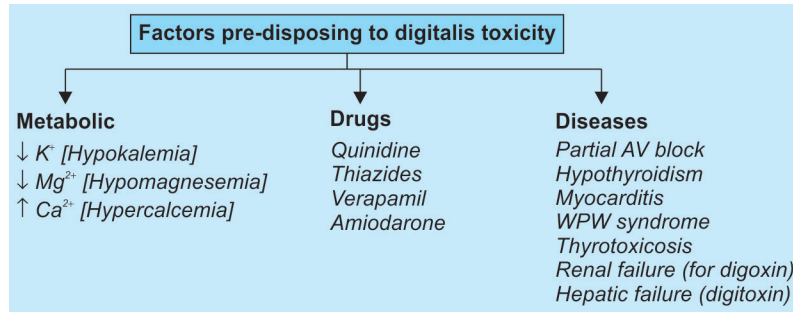 Factors pre-disposing to digitalis toxicity
Metabolic
↓ K⁺ [Hypokalemia]
↓ Mg²⁺ [Hypomagnesemia]
↑ Ca²⁺ [Hypercalcemia]
Drugs
Quinidine
Thiazides
Verapamil
Amiodarone
Diseases
Partial AV block
Hypothyroidism
Myocarditis
WPW syndrome
Thyrotoxicosis
Renal failure (for digoxin)
Hepatic failure (digitoxin)